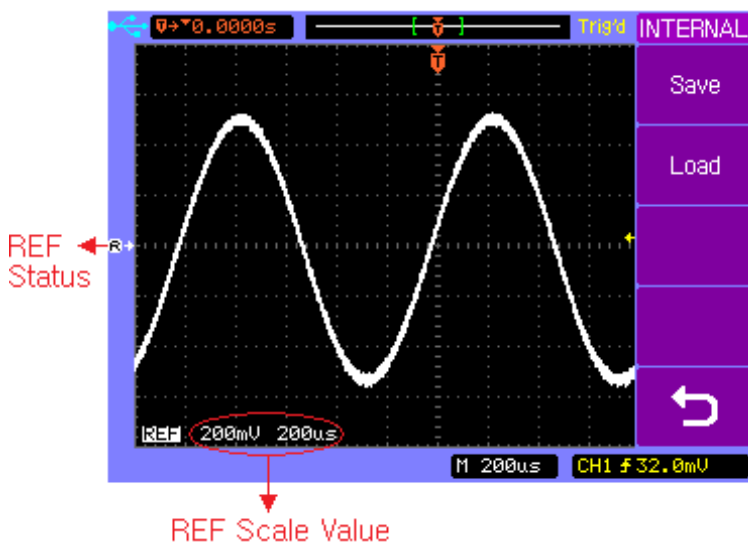 T→▼0.0000s
[ T ]
Trig'd
INTERNAL
T
Save
Load
REF
Status
R
REF 200mV 200us
M 200us
CH1 32.0mV
REF Scale Value